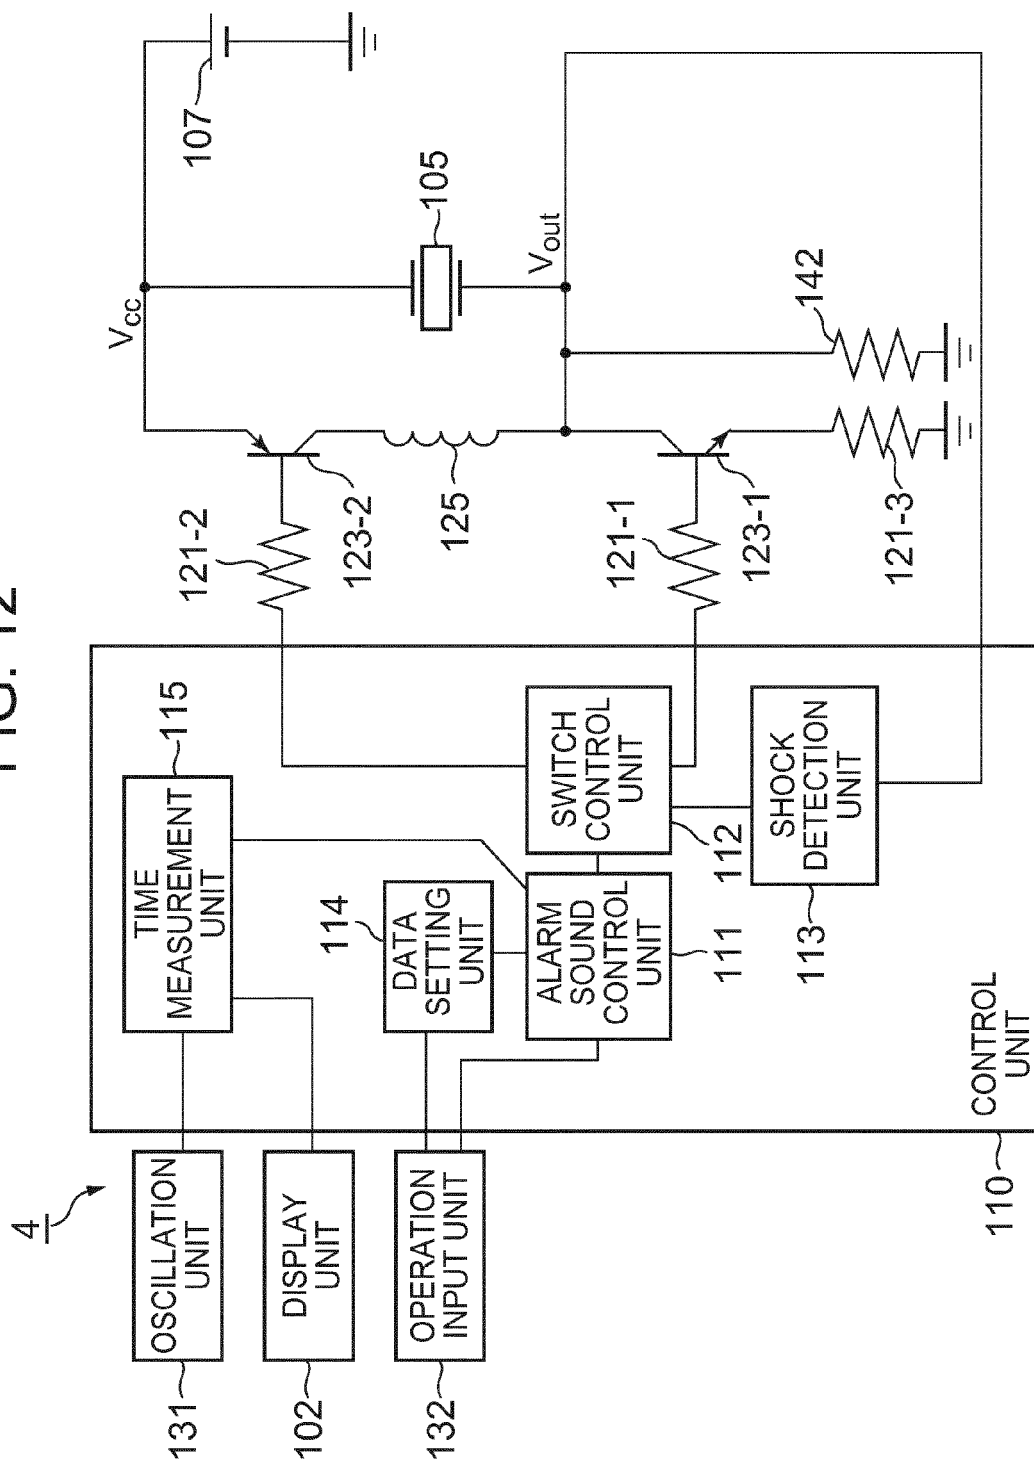 FIG. 12
4
131
OSCILLATION
UNIT
102
DISPLAY
UNIT
132
OPERATION
INPUT UNIT
TIME
MEASUREMENT
UNIT
115
114
DATA
SETTING
UNIT
ALARM
SOUND
CONTROL
UNIT
111
SWITCH
CONTROL
UNIT
112
SHOCK
DETECTION
UNIT
113
CONTROL
UNIT
110
121-2
123-2
125
121-1
123-1
121-3
142
Vcc
Vout
105
107